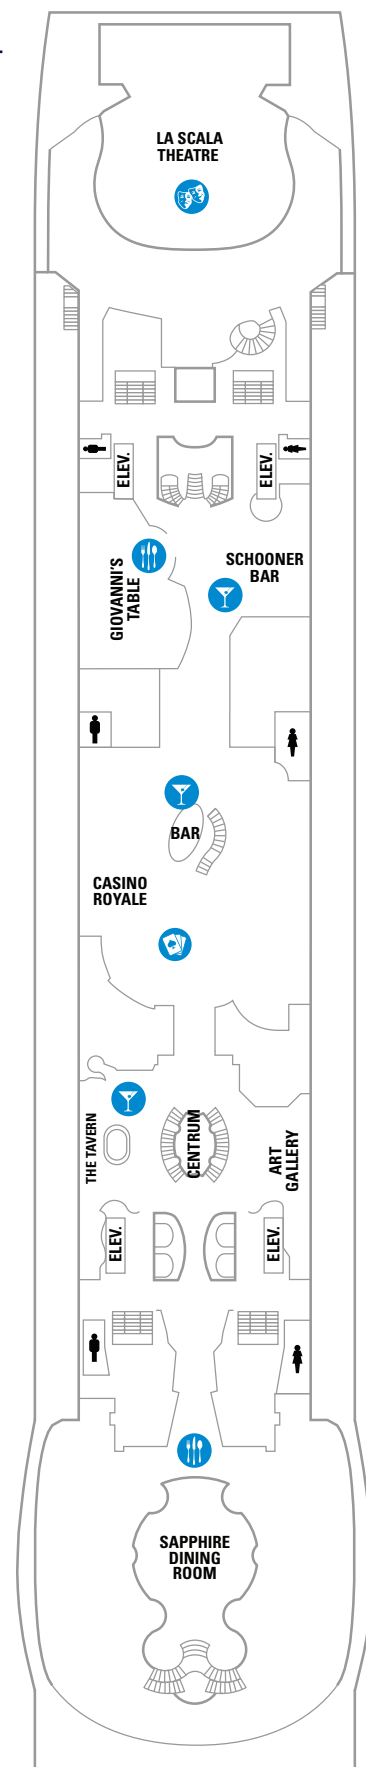 LA SCALA
THEATRE
ELEV.
ELEV.
GIOVANNI'S
TABLE
SCHOONER
BAR
BAR
CASINO
ROYALE
THE TAVERN
CENTRUM
ART
GALLERY
ELEV.
ELEV.
SAPPHIRE
DINING
ROOM